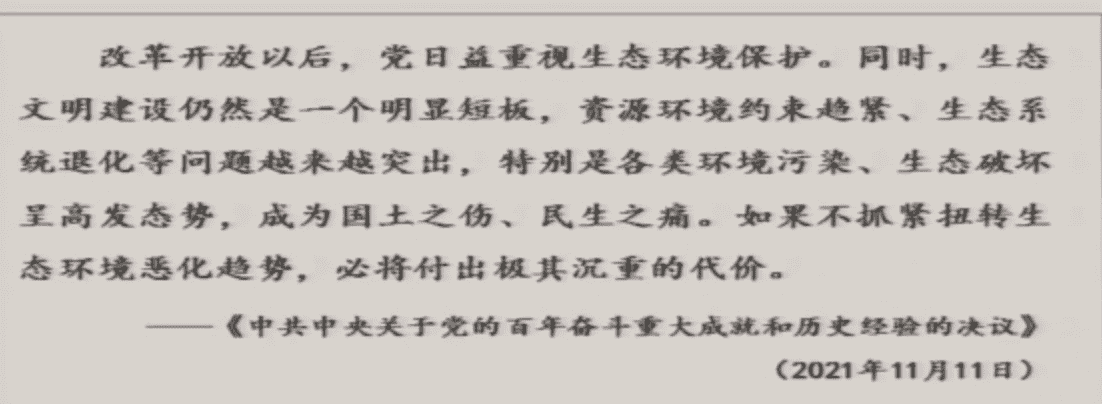 改革开放以后，党日益重视生态环境保护。同时，生态
文明建设仍然是一个明显短板，资源环境约束趋紧、生态系
统退化等问题越来越突出，特别是各类环境污染、生态破坏
呈高发态势，成为国土之伤、民生之痛。如果不抓紧扭转生
态环境恶化趋势，必将付出极其沉重的代价。
——《中共中央关于党的百年奋斗重大成就和历史经验的决议》
（2021年11月11日）